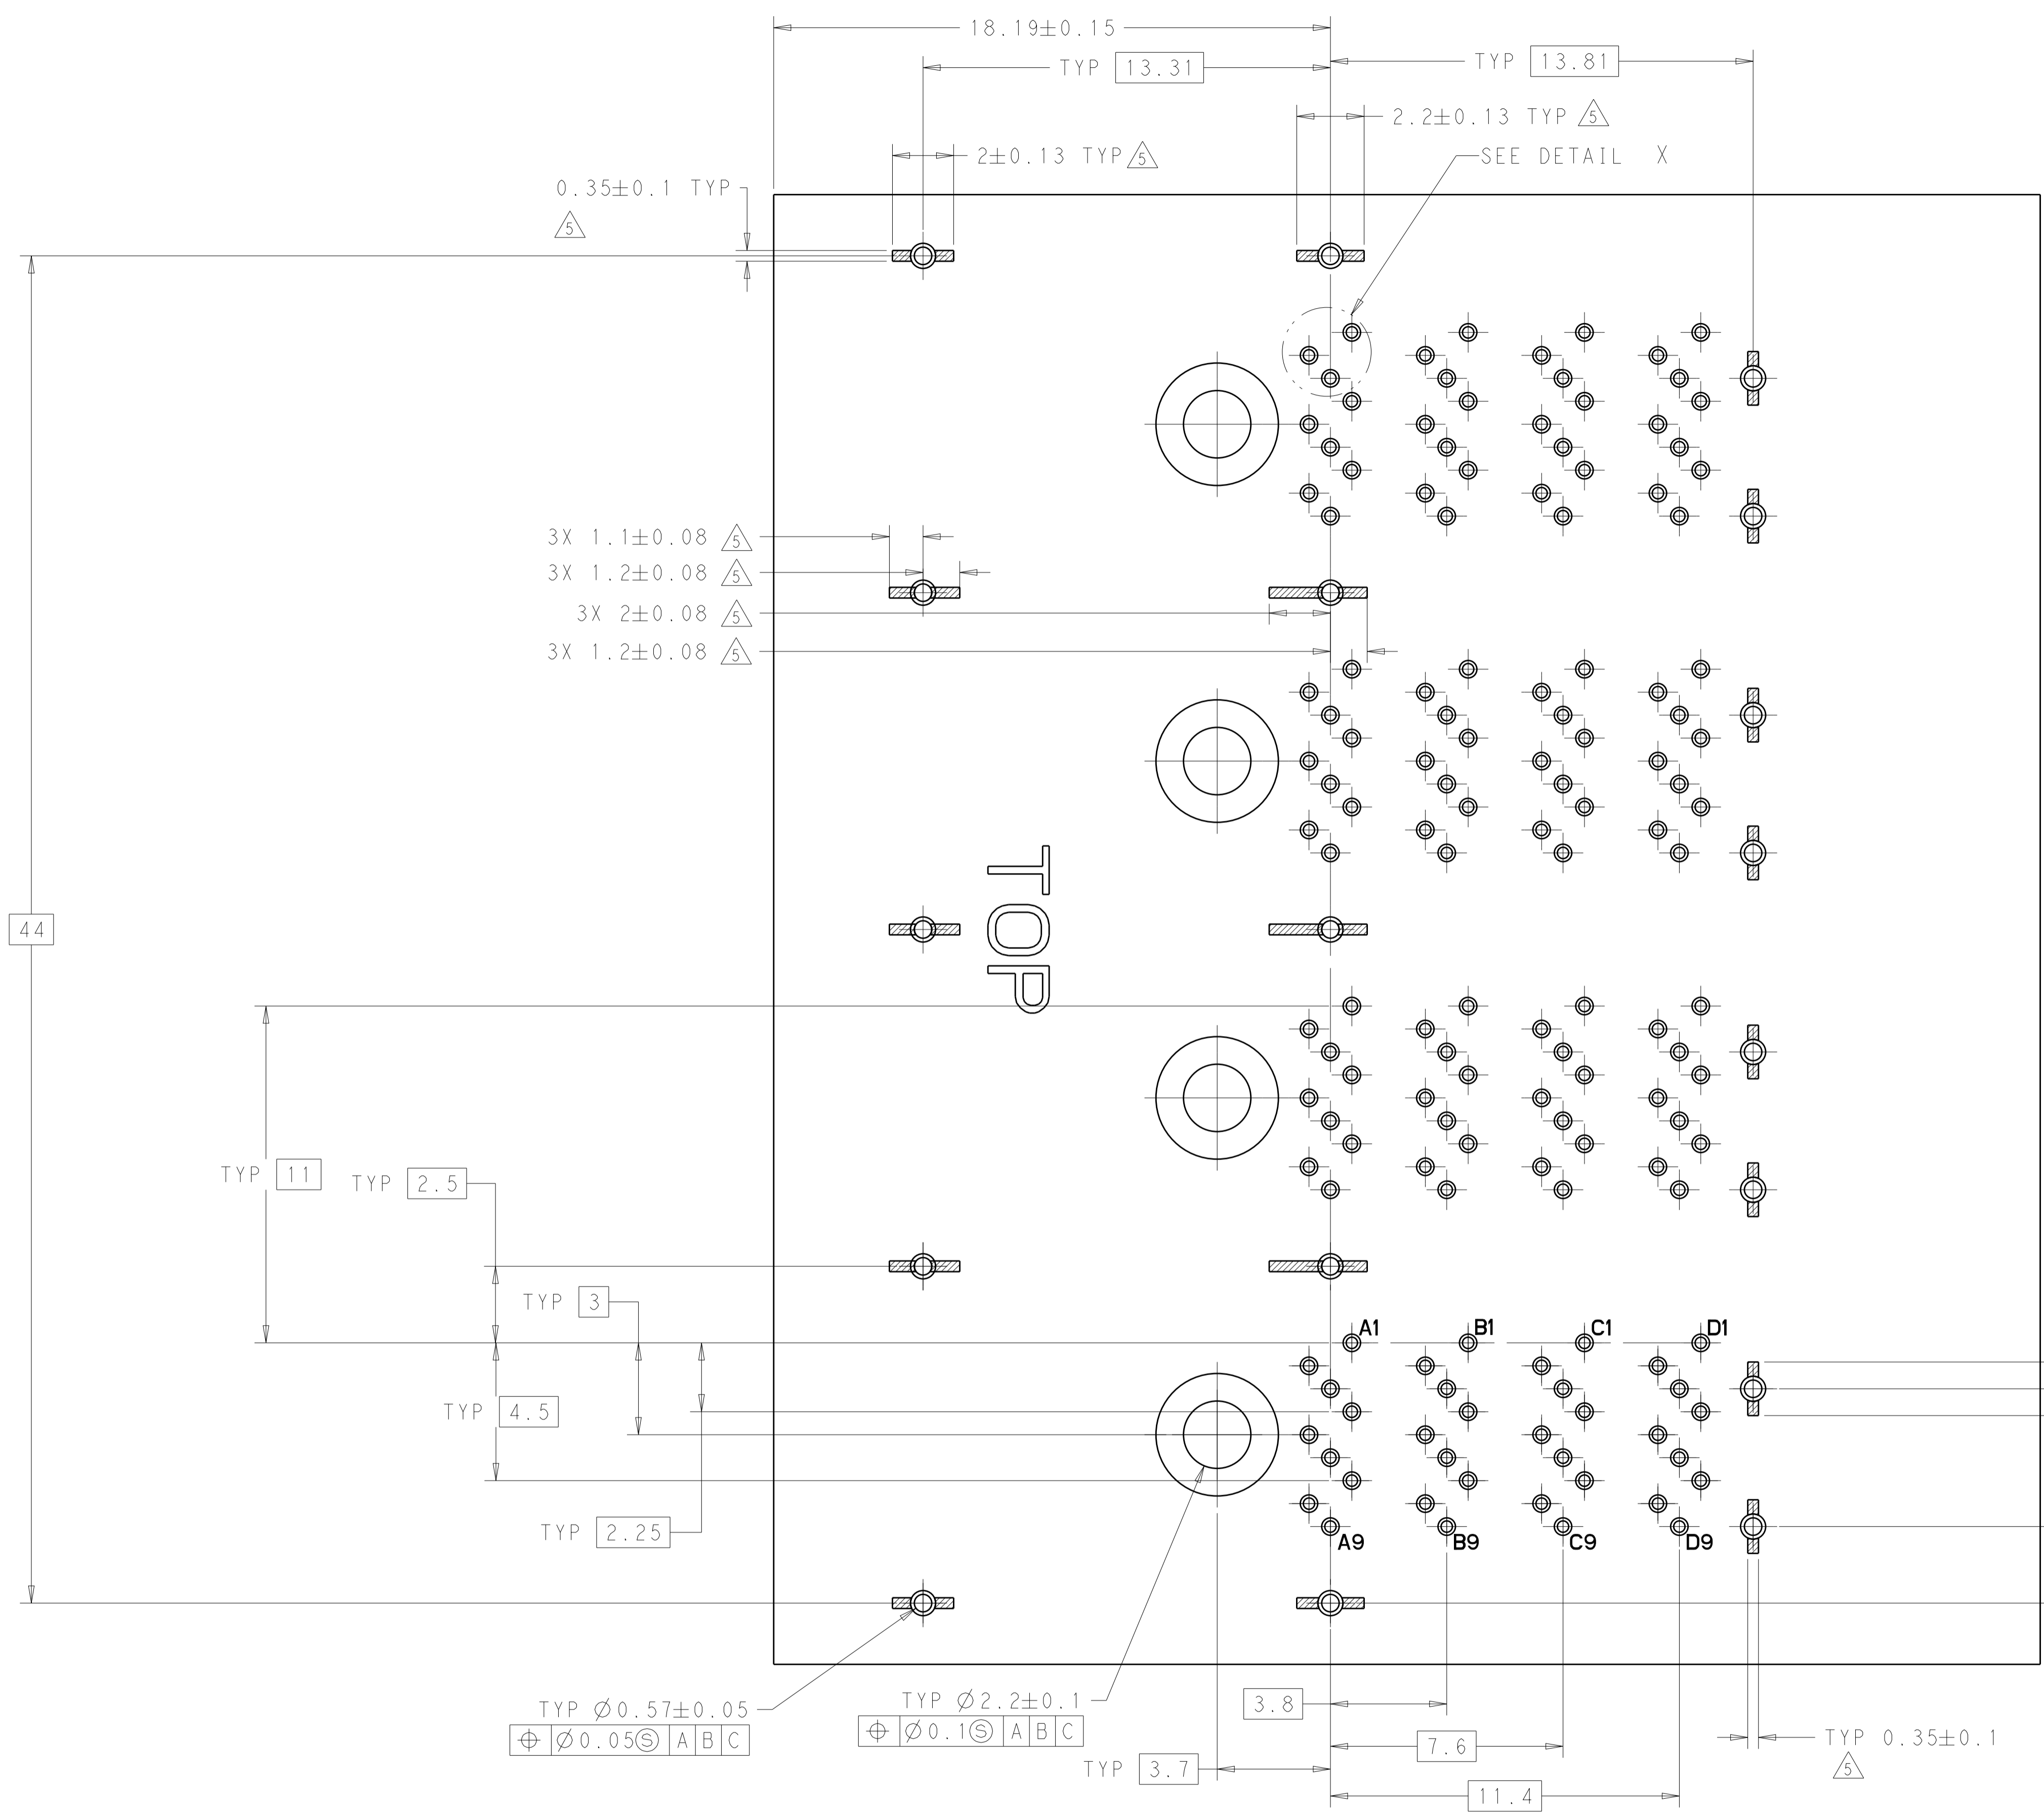 18.19±0.15
TYP 13.31
TYP 13.81
2.2±0.13 TYP 5
2±0.13 TYP 5
SEE DETAIL X
0.35±0.1 TYP
5
3X 1.1±0.08 5
3X 1.2±0.08 5
3X 2±0.08 5
3X 1.2±0.08 5
TOP
44
TYP 11
TYP 2.5
TYP 3
A1 B1 C1 D1
TYP 4.5
TYP 2.25
A9 B9 C9 D9
TYP Ø0.57±0.05
⌖ Ø0.05Ⓢ A B C
TYP Ø2.2±0.1
⌖ Ø0.1Ⓢ A B C
3.8
7.6
TYP 3.7
11.4
TYP 0.35±0.1
5